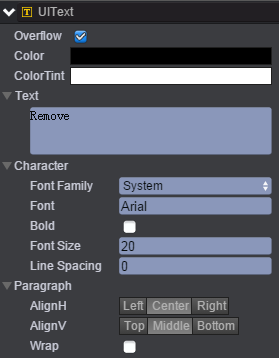 UIText
Overflow
Color
ColorTint
Text
Remove
Character
Font Family System
Font Arial
Bold
Font Size 20
Line Spacing 0
Paragraph
AlignH Left Center Right
AlignV Top Middle Bottom
Wrap